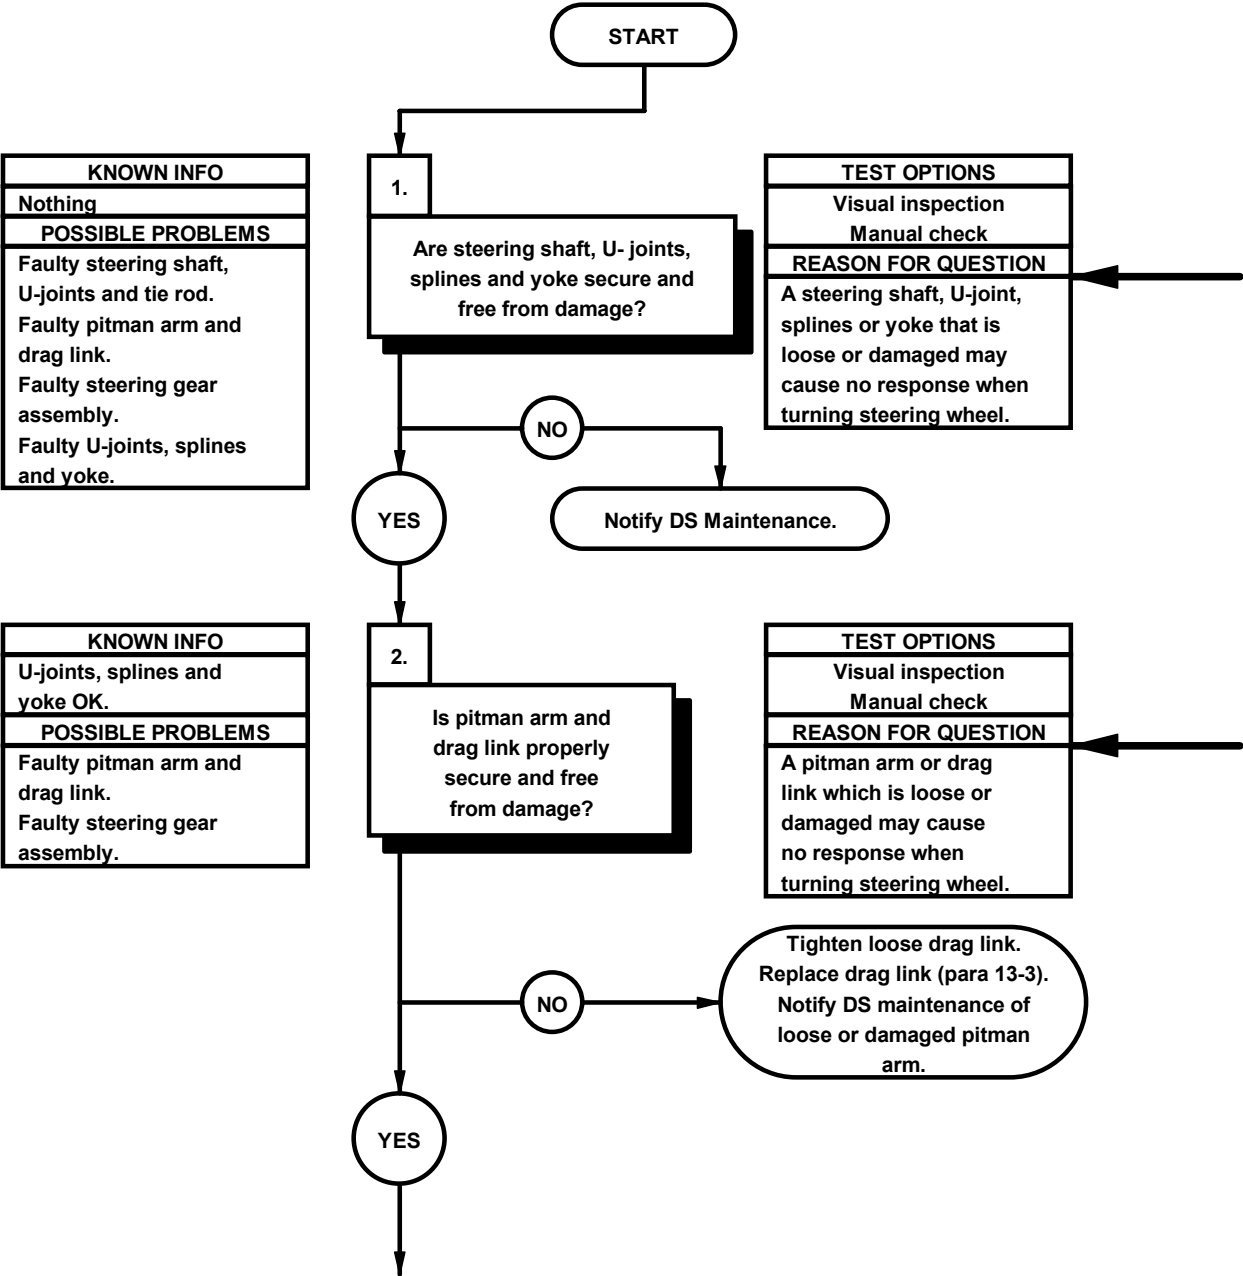 START
KNOWN INFO
Nothing
POSSIBLE PROBLEMS
Faulty steering shaft,
U-joints and tie rod.
Faulty pitman arm and
drag link.
Faulty steering gear
assembly.
Faulty U-joints, splines
and yoke.
1.
Are steering shaft, U- joints,
splines and yoke secure and
free from damage?
TEST OPTIONS
Visual inspection
Manual check
REASON FOR QUESTION
A steering shaft, U-joint,
splines or yoke that is
loose or damaged may
cause no response when
turning steering wheel.
NO
YES
Notify DS Maintenance.
KNOWN INFO
U-joints, splines and
yoke OK.
POSSIBLE PROBLEMS
Faulty pitman arm and
drag link.
Faulty steering gear
assembly.
2.
Is pitman arm and
drag link properly
secure and free
from damage?
TEST OPTIONS
Visual inspection
Manual check
REASON FOR QUESTION
A pitman arm or drag
link which is loose or
damaged may cause
no response when
turning steering wheel.
NO
Tighten loose drag link.
Replace drag link (para 13-3).
Notify DS maintenance of
loose or damaged pitman
arm.
YES